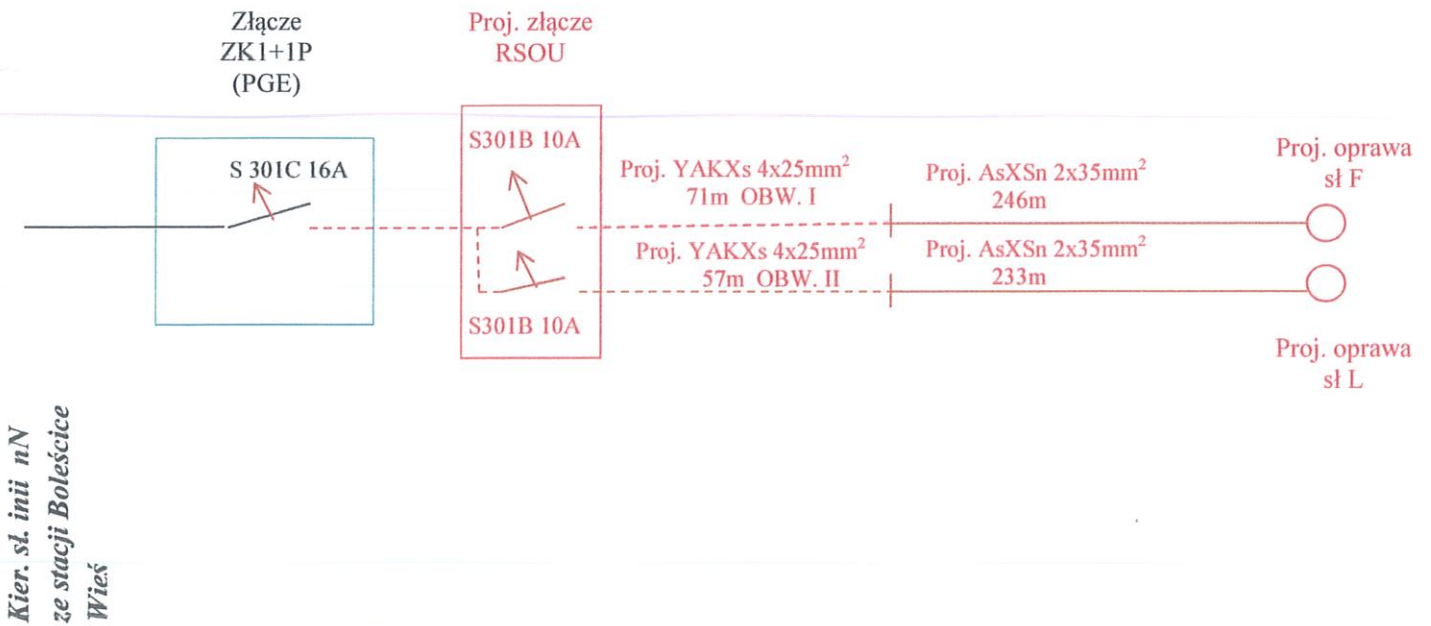 Złącze
ZK1+1P
(PGE)
Proj. złącze
RSOU
S 301C 16A
S301B 10A
Proj. YAKXs 4x25mm²
71m OBW. I
Proj. AsXSn 2x35mm²
246m
Proj. oprawa
sł F
Proj. YAKXs 4x25mm²
57m OBW. II
Proj. AsXSn 2x35mm²
233m
S301B 10A
Proj. oprawa
sł L
Kier. sł. inii nN
ze stacji Boleścice
Wieś